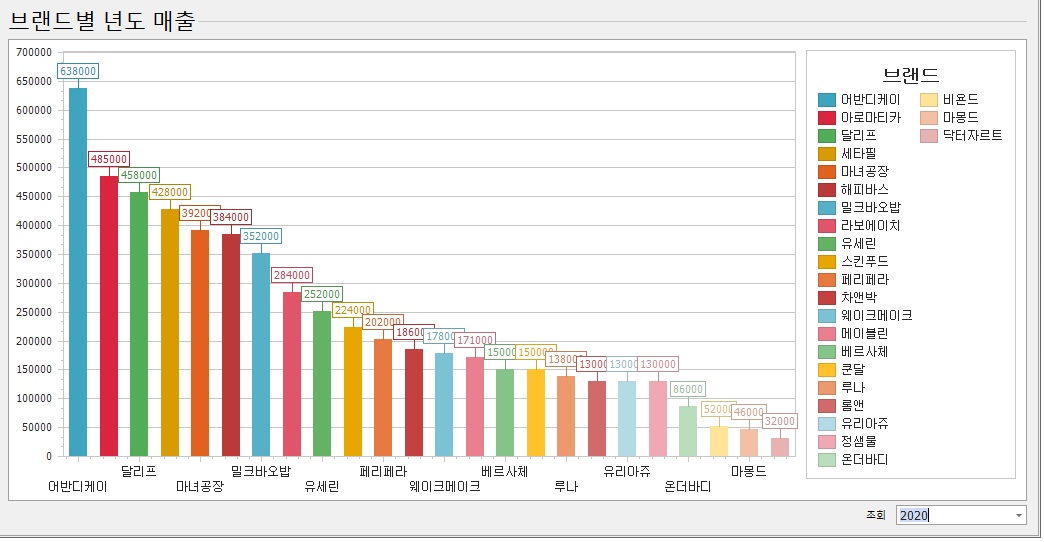 브랜드별 년도 매출
700000
650000
600000
550000
500000
450000
400000
350000
300000
250000
200000
150000
100000
50000
0
638000
485000
458000
428000
384000
352000
284000
252000
224000
202000
171000
150000
130000
86000
46000
32000
달리프 밀크바오밥 페리페라 베르사체 유리아쥬 마몽드
어반디케이 마녀공장 유세린 웨이크메이크 루나 온더바디
브랜드
어반디케이 비욘드
아로마티카 마몽드
달리프 닥터자르트
세타필
마녀공장
해피바스
밀크바오밥
라보에이치
유세린
스킨푸드
페리페라
차앤박
웨이크메이크
메이블린
베르사체
쿤달
루나
롬앤
유리아쥬
정샘물
온더바디
조회 2020